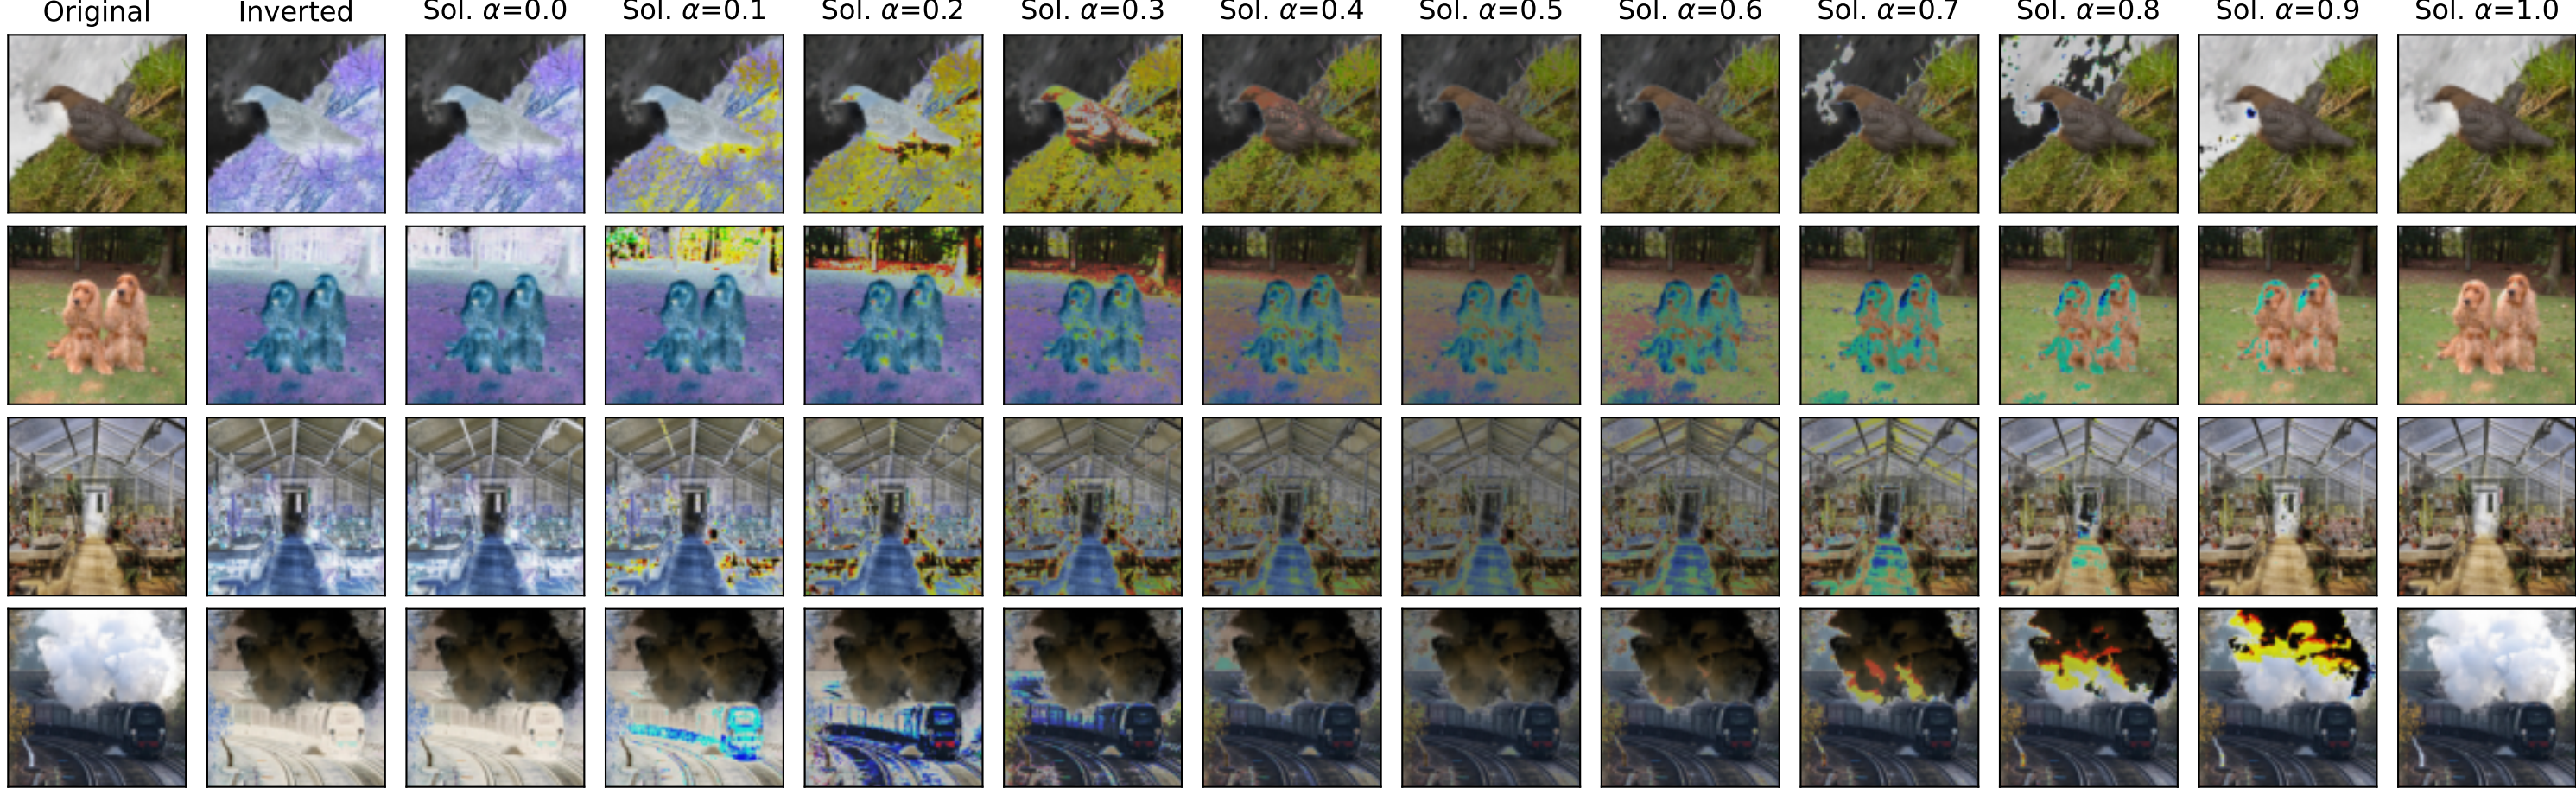 Original Inverted Sol. α=0.0 Sol. α=0.1 Sol. α=0.2 Sol. α=0.3 Sol. α=0.4 Sol. α=0.5 Sol. α=0.6 Sol. α=0.7 Sol. α=0.8 Sol. α=0.9 Sol. α=1.0